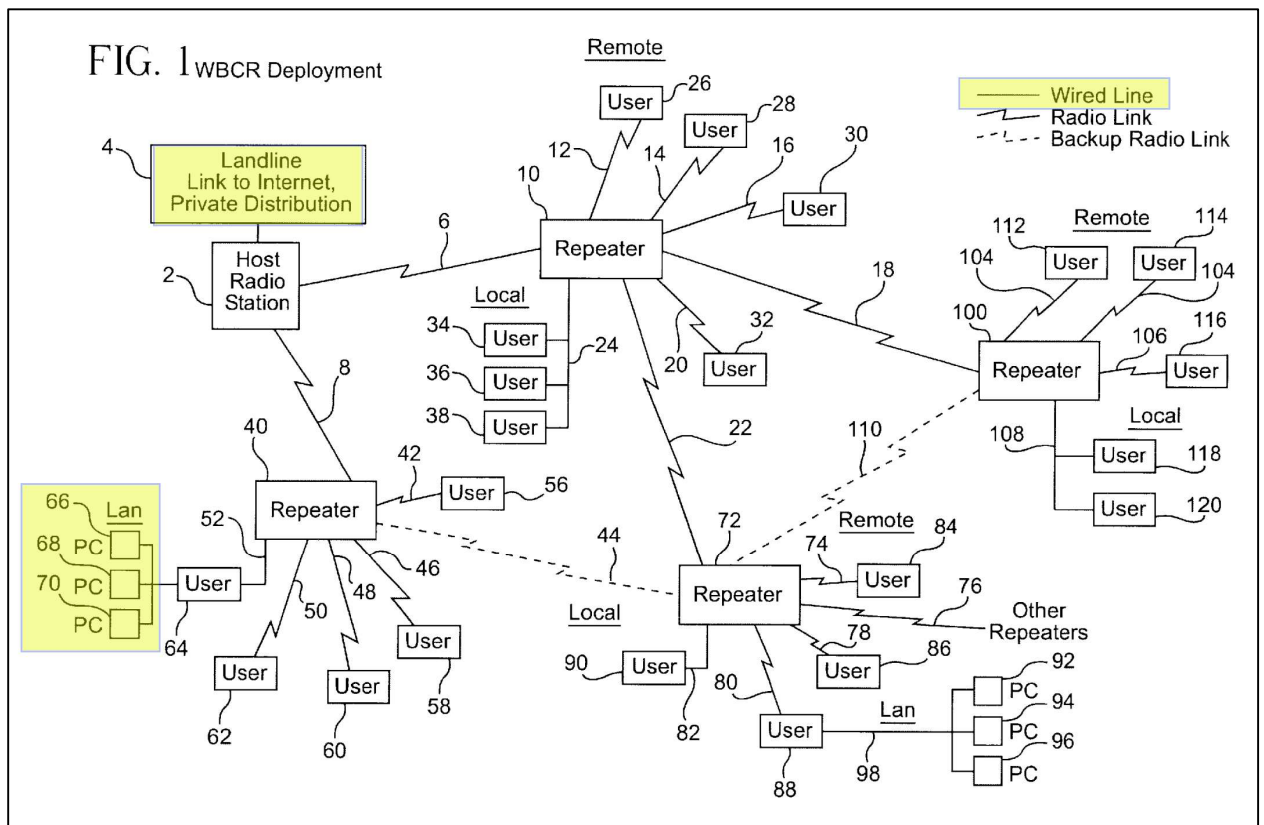 FIG. 1 WBCR Deployment
Remote
26
User
28
User
Wired Line
Radio Link
Backup Radio Link
4
Landline
Link to Internet,
Private Distribution
12
14
16
30
User
10
Repeater
6
2
Host
Radio
Station
Remote
112
114
User
User
104
104
18
100
Repeater
106
116
User
Local
34
User
24
36
User
38
User
20
32
User
8
22
110
Local
108
User
118
User
120
40
Repeater
42
User
56
Lan
66
PC
68
PC
70
PC
52
User
64
50
48
46
User
62
User
60
User
58
44
72
Repeater
Remote
74
84
User
76
Other
Repeaters
78
User
86
Local
90
User
82
80
User
88
Lan
98
92
PC
94
PC
96
PC